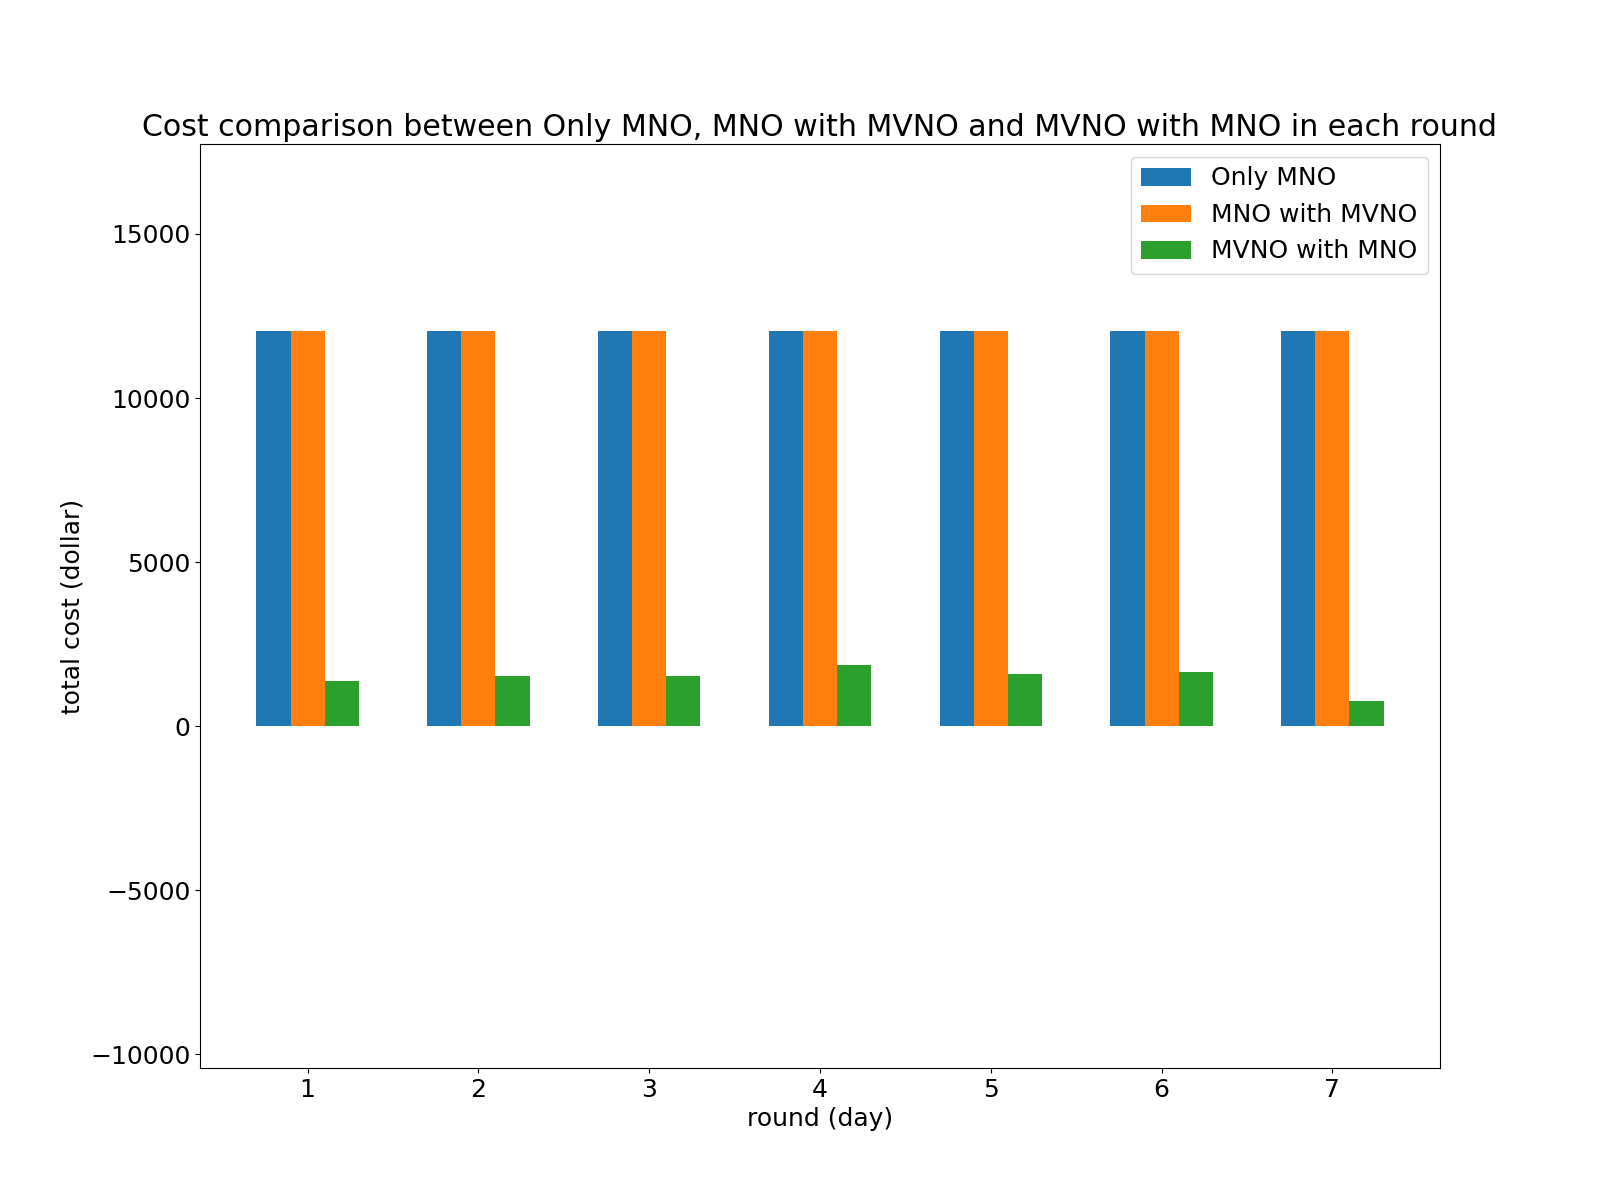 Cost comparison between Only MNO, MNO with MVNO and MVNO with MNO in each round
Only MNO
MNO with MVNO
MVNO with MNO
total cost (dollar)
15000
10000
5000
0
−5000
−10000
1 2 3 4 5 6 7
round (day)